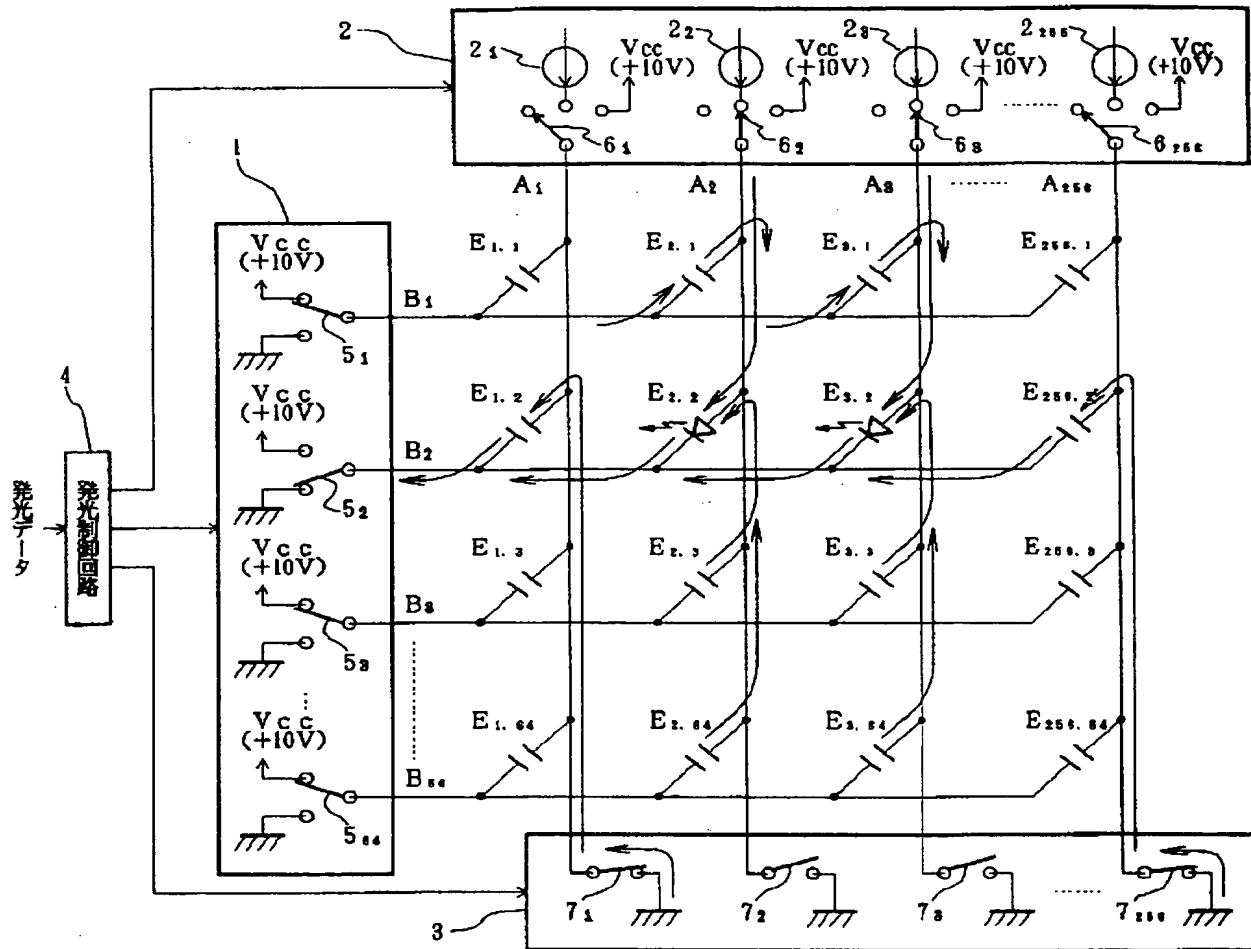 2
2₁
Vcc
(+10V)
2₂
Vcc
(+10V)
2₃
Vcc
(+10V)
2₂₅₆
Vcc
(+10V)
6₁
6₂
6₃
6₂₅₆
A₁
A₂
A₃
A₂₅₆
1
Vcc
(+10V)
5₁
B₁
E₁.₁
E₂.₁
E₃.₁
E₂₅₆.₁
4
発光データ
発光制御回路
Vcc
(+10V)
5₂
B₂
E₁.₂
E₂.₂
E₃.₂
E₂₅₆.₂
Vcc
(+10V)
5₃
B₃
E₁.₃
E₂.₃
E₃.₃
E₂₅₆.₃
Vcc
(+10V)
5₆₄
B₆₄
E₁.₆₄
E₂.₆₄
E₃.₆₄
E₂₅₆.₆₄
3
7₁
7₂
7₃
7₂₅₆